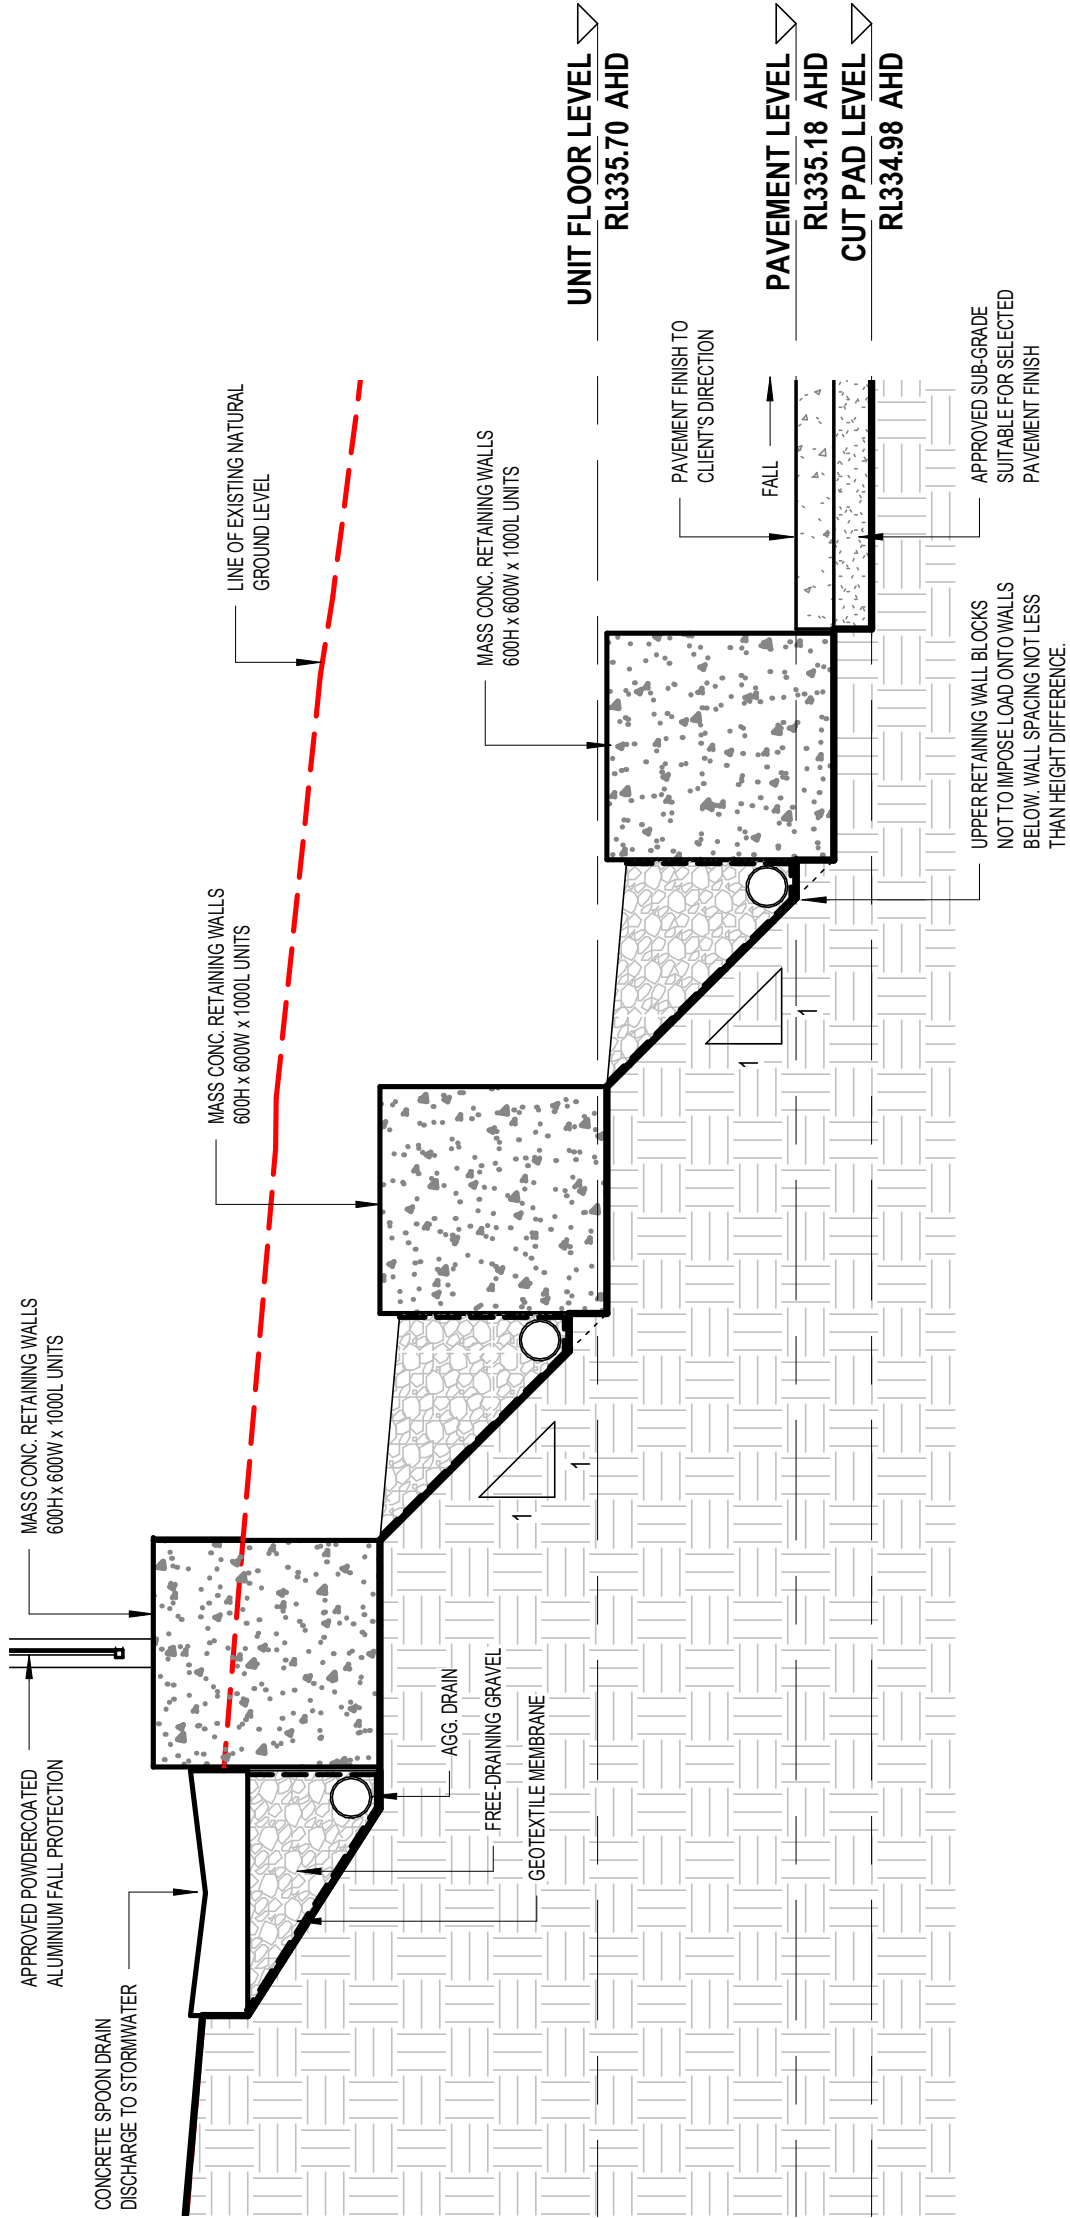 CONCRETE SPOON DRAIN
DISCHARGE TO STORMWATER
APPROVED POWDERCOATED
ALUMINIUM FALL PROTECTION
MASS CONC. RETAINING WALLS
600H x 600W x 1000L UNITS
MASS CONC. RETAINING WALLS
600H x 600W x 1000L UNITS
LINE OF EXISTING NATURAL
GROUND LEVEL
MASS CONC. RETAINING WALLS
600H x 600W x 1000L UNITS
UNIT FLOOR LEVEL
RL335.70 AHD
PAVEMENT FINISH TO
CLIENT'S DIRECTION
FALL
PAVEMENT LEVEL
RL335.18 AHD
CUT PAD LEVEL
RL334.98 AHD
AGG. DRAIN
FREE-DRAINING GRAVEL
GEOTEXTILE MEMBRANE
1
1
1
1
UPPER RETAINING WALL BLOCKS
NOT TO IMPOSE LOAD ONTO WALLS
BELOW. WALL SPACING NOT LESS
THAN HEIGHT DIFFERENCE.
APPROVED SUB-GRADE
SUITABLE FOR SELECTED
PAVEMENT FINISH